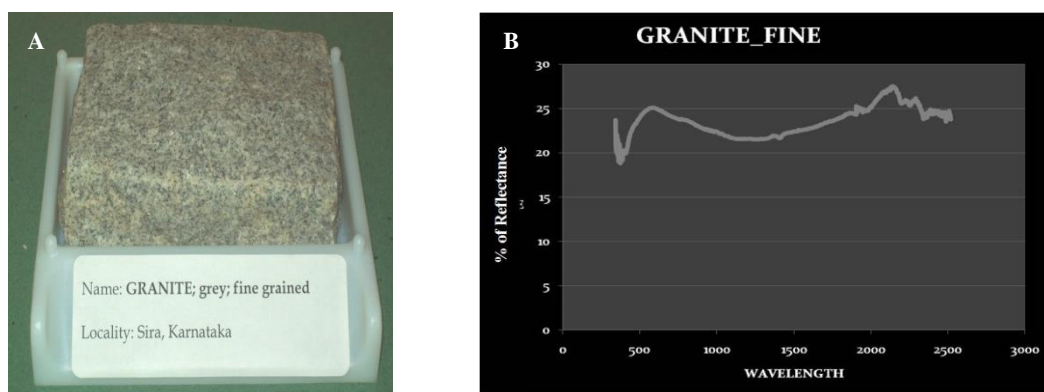 A
Name: GRANITE; grey; fine grained
Locality: Sira, Karnataka
B
GRANITE_FINE
% of Reflectance
30
25
20
15
10
5
0
0 500 1000 1500 2000 2500 3000
WAVELENGTH